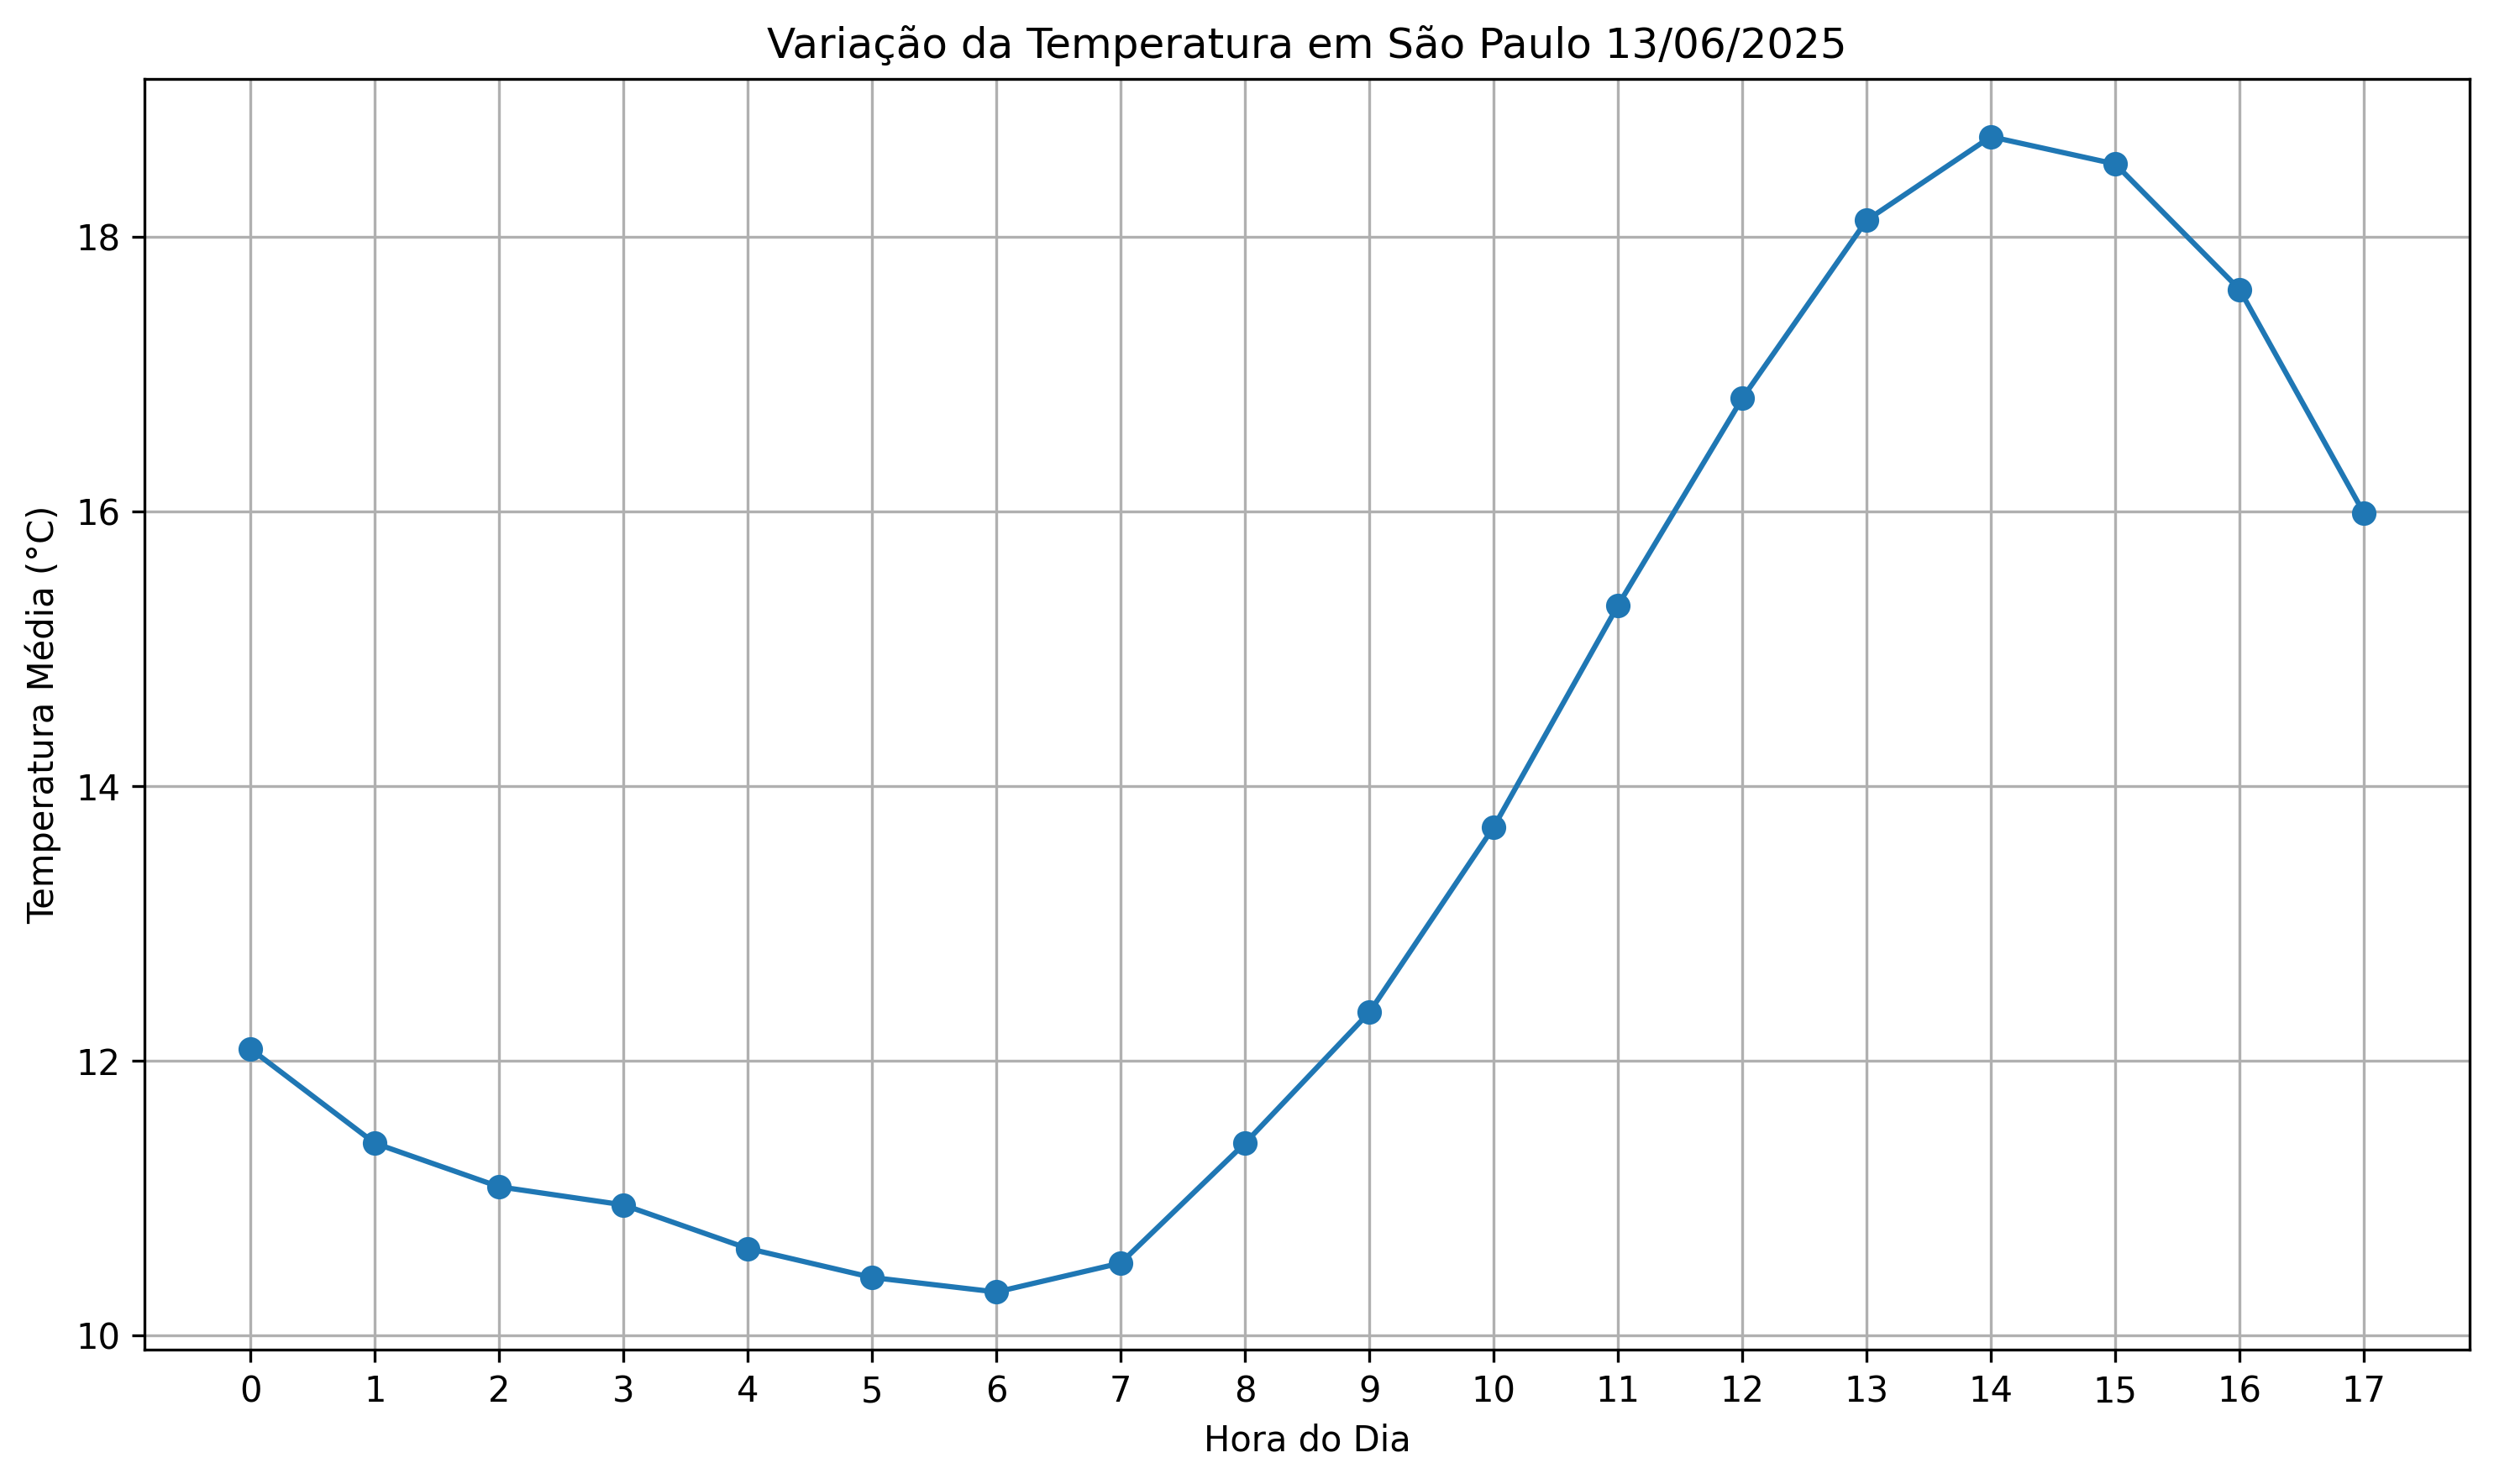 Variação da Temperatura em São Paulo 13/06/2025
Temperatura Média (°C)
18
16
14
12
10
0 1 2 3 4 5 6 7 8 9 10 11 12 13 14 15 16 17
Hora do Dia